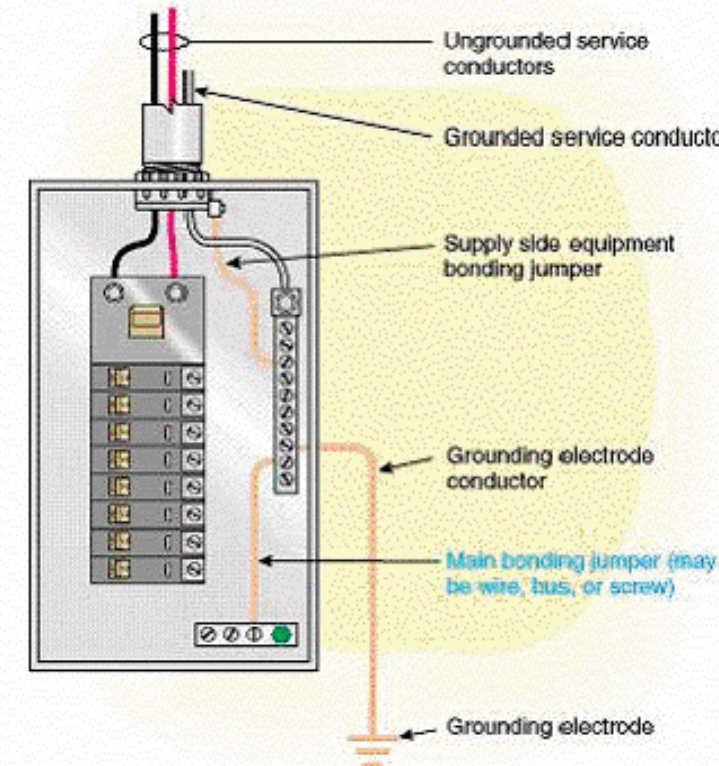 Ungrounded service
conductors
Grounded service conducto
Supply side equipment
bonding jumper
Grounding electrode
conductor
Main bonding jumper (may
be wire, bus, or screw)
Grounding electrode